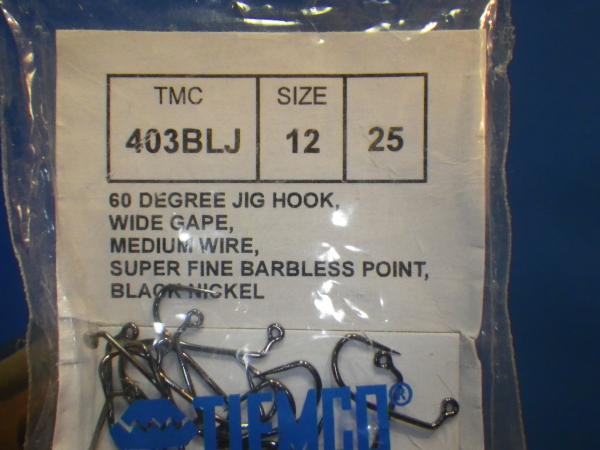 TMC SIZE
403BLJ 12 25
60 DEGREE JIG HOOK,
WIDE GAPE,
MEDIUM WIRE,
SUPER FINE BARBLESS POINT,
BLACK NICKEL
TIEMCO®